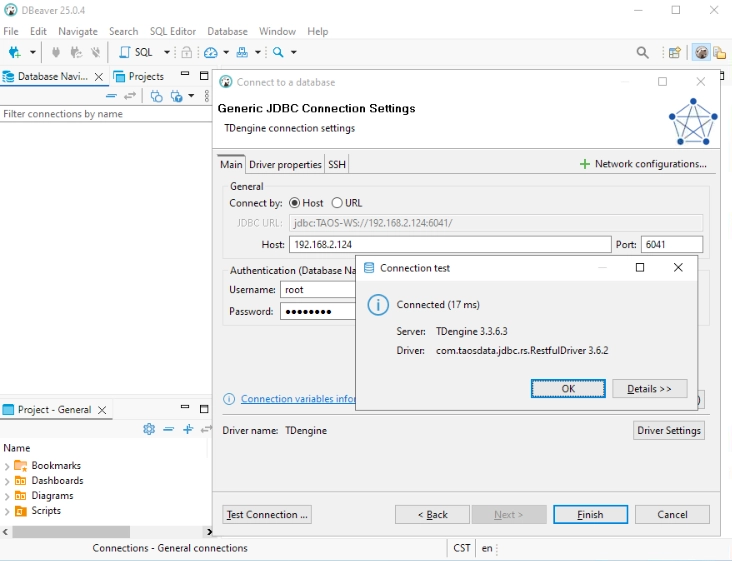 DBeaver 25.0.4
File Edit Navigate Search SQL Editor Database Window Help
SQL
Database Navi... Projects
Filter connections by name
Connect to a database
Generic JDBC Connection Settings
TDengine connection settings
Main Driver properties SSH Network configurations...
General
Connect by: Host URL
JDBC URL: jdbc:TAOS-WS://192.168.2.124:6041/
Host: 192.168.2.124 Port: 6041
Authentication (Database Na
Username: root
Password: ••••••••
Connection test
Connected (17 ms)
Server: TDengine 3.3.6.3
Driver: com.taosdata.jdbc.rs.RestfulDriver 3.6.2
OK Details >>
Connection variables infor
Driver name: TDengine Driver Settings
Project - General
Name
Bookmarks
Dashboards
Diagrams
Scripts
Test Connection ... < Back Next > Finish Cancel
Connections - General connections CST en